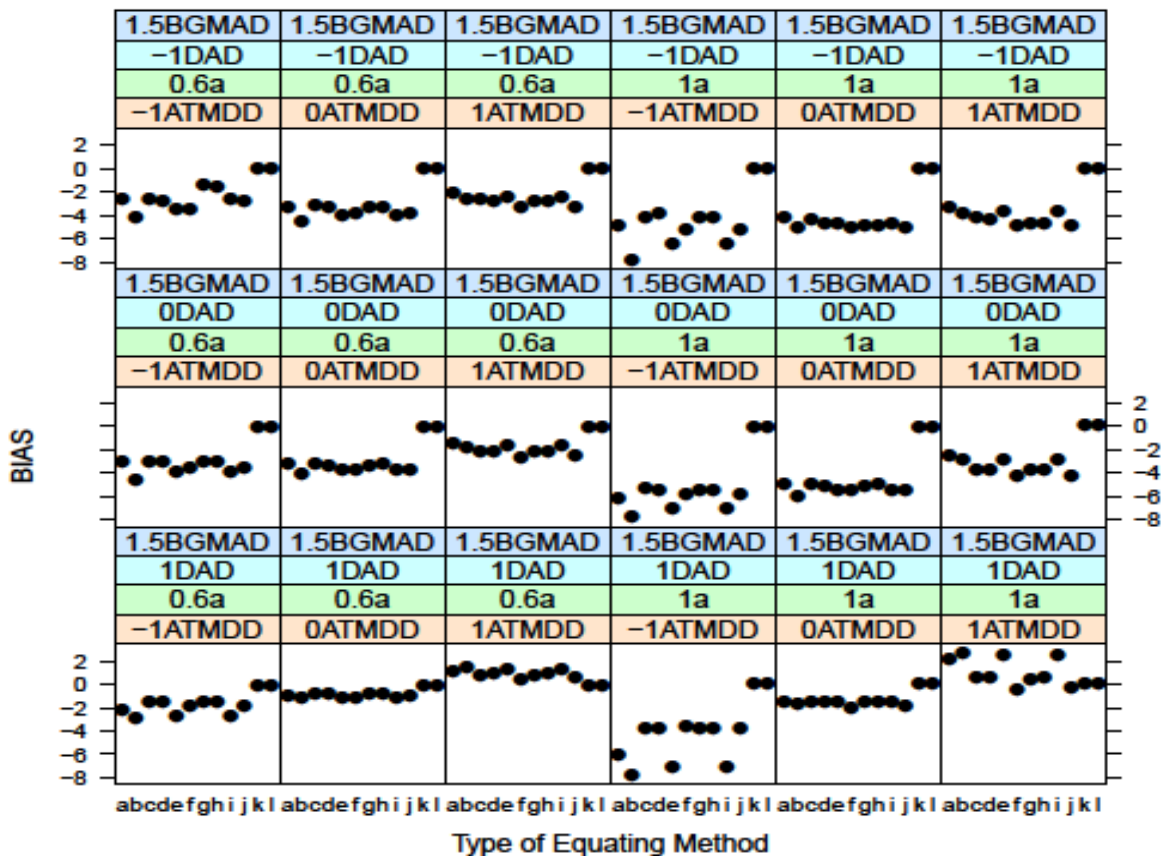 1.5BGMAD 1.5BGMAD 1.5BGMAD 1.5BGMAD 1.5BGMAD 1.5BGMAD
−1DAD −1DAD −1DAD −1DAD −1DAD −1DAD
0.6a 0.6a 0.6a 1a 1a 1a
−1ATMDD 0ATMDD 1ATMDD −1ATMDD 0ATMDD 1ATMDD
2
0
−2
−4
−6
−8
1.5BGMAD 1.5BGMAD 1.5BGMAD 1.5BGMAD 1.5BGMAD 1.5BGMAD
0DAD 0DAD 0DAD 0DAD 0DAD 0DAD
0.6a 0.6a 0.6a 1a 1a 1a
−1ATMDD 0ATMDD 1ATMDD −1ATMDD 0ATMDD 1ATMDD
2
0
−2
−4
−6
−8
BIAS
1.5BGMAD 1.5BGMAD 1.5BGMAD 1.5BGMAD 1.5BGMAD 1.5BGMAD
1DAD 1DAD 1DAD 1DAD 1DAD 1DAD
0.6a 0.6a 0.6a 1a 1a 1a
−1ATMDD 0ATMDD 1ATMDD −1ATMDD 0ATMDD 1ATMDD
2
0
−2
−4
−6
−8
abcdefghijkl abcdefghijkl abcdefghijkl abcdefghijkl abcdefghijkl abcdefghijkl
Type of Equating Method